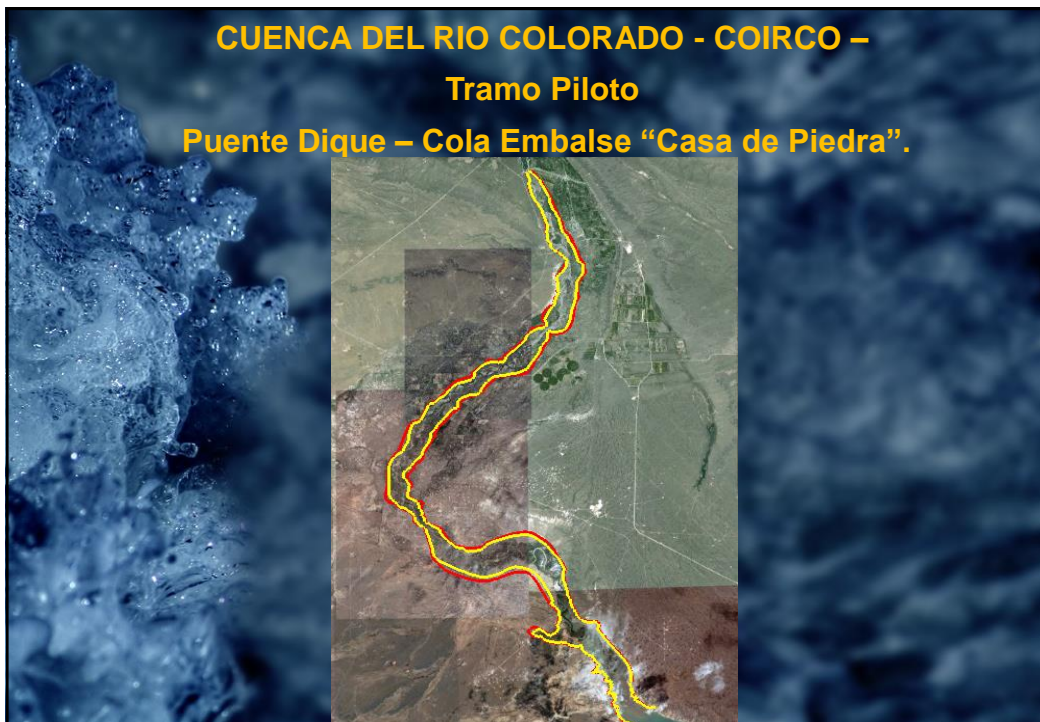 CUENCA DEL RIO COLORADO - COIRCO –
Tramo Piloto
Puente Dique – Cola Embalse “Casa de Piedra”.